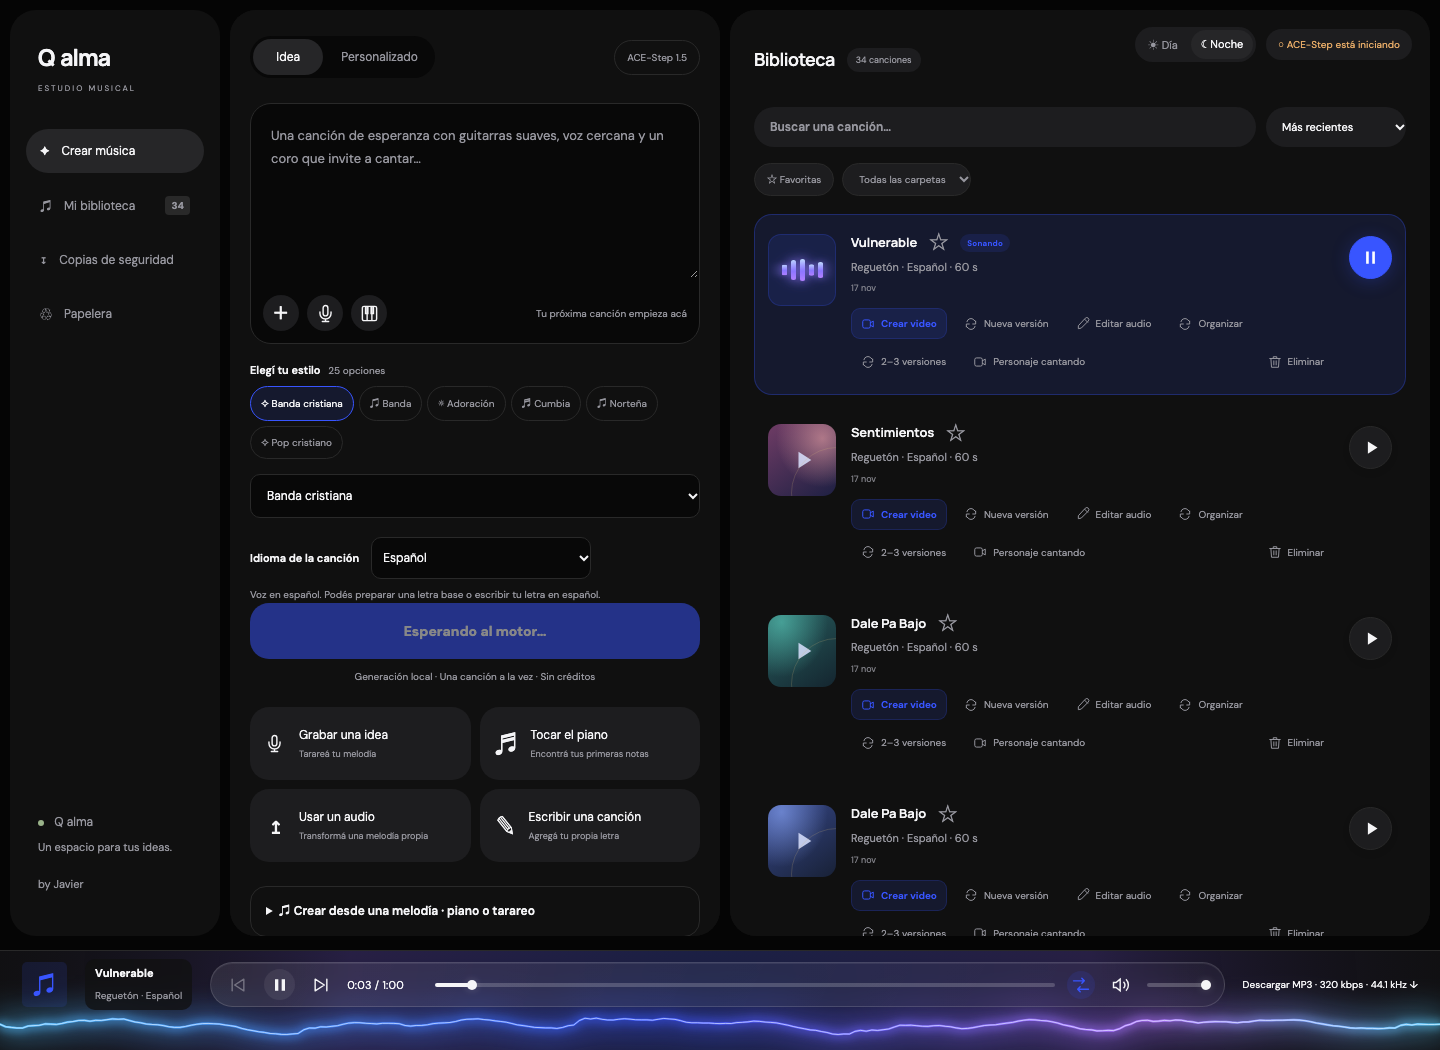 Q alma
ESTUDIO MUSICAL
Crear música
Mi biblioteca 34
Copias de seguridad
Papelera
Q alma
Un espacio para tus ideas.
by Javier
Idea Personalizado ACE-Step 1.5
Una canción de esperanza con guitarras suaves, voz cercana y un
coro que invite a cantar...
Tu próxima canción empieza acá
Elegí tu estilo 25 opciones
Banda cristiana Banda Adoración Cumbia Norteña
Pop cristiano
Banda cristiana
Idioma de la canción Español
Voz en español. Podés preparar una letra base o escribir tu letra en español.
Esperando al motor...
Generación local · Una canción a la vez · Sin créditos
Grabar una idea
Tarareá tu melodía
Tocar el piano
Encontrá tus primeras notas
Usar un audio
Transformá una melodía propia
Escribir una canción
Agregá tu propia letra
Crear desde una melodía · piano o tarareo
Biblioteca 34 canciones
Día Noche ACE-Step está iniciando
Buscar una canción... Más recientes
Favoritas Todas las carpetas
Vulnerable Sonando
Reguetón · Español · 60 s
17 nov
Crear video Nueva versión Editar audio Organizar
2–3 versiones Personaje cantando Eliminar
Sentimientos
Reguetón · Español · 60 s
17 nov
Crear video Nueva versión Editar audio Organizar
2–3 versiones Personaje cantando Eliminar
Dale Pa Bajo
Reguetón · Español · 60 s
17 nov
Crear video Nueva versión Editar audio Organizar
2–3 versiones Personaje cantando Eliminar
Dale Pa Bajo
Reguetón · Español · 60 s
17 nov
Crear video Nueva versión Editar audio Organizar
2–3 versiones Personaje cantando Eliminar
Vulnerable
Reguetón · Español
0:03 / 1:00
Descargar MP3 · 320 kbps · 44.1 kHz ↓